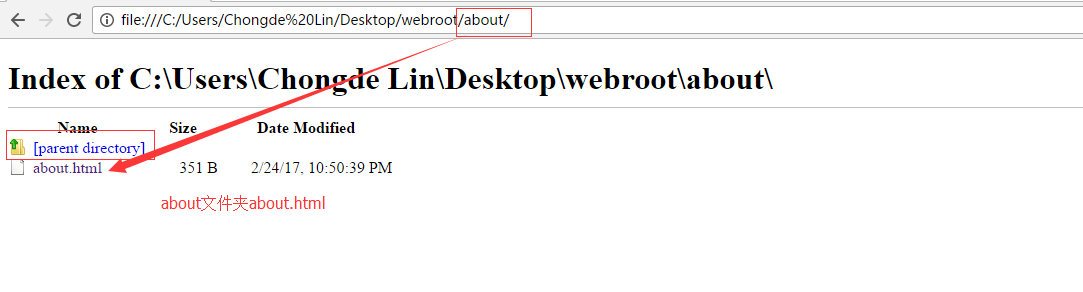 file:///C:/Users/Chongde%20Lin/Desktop/webroot/about/
Index of C:\Users\Chongde Lin\Desktop\webroot\about\
Name Size Date Modified
[parent directory]
about.html 351 B 2/24/17, 10:50:39 PM
about文件夹about.html